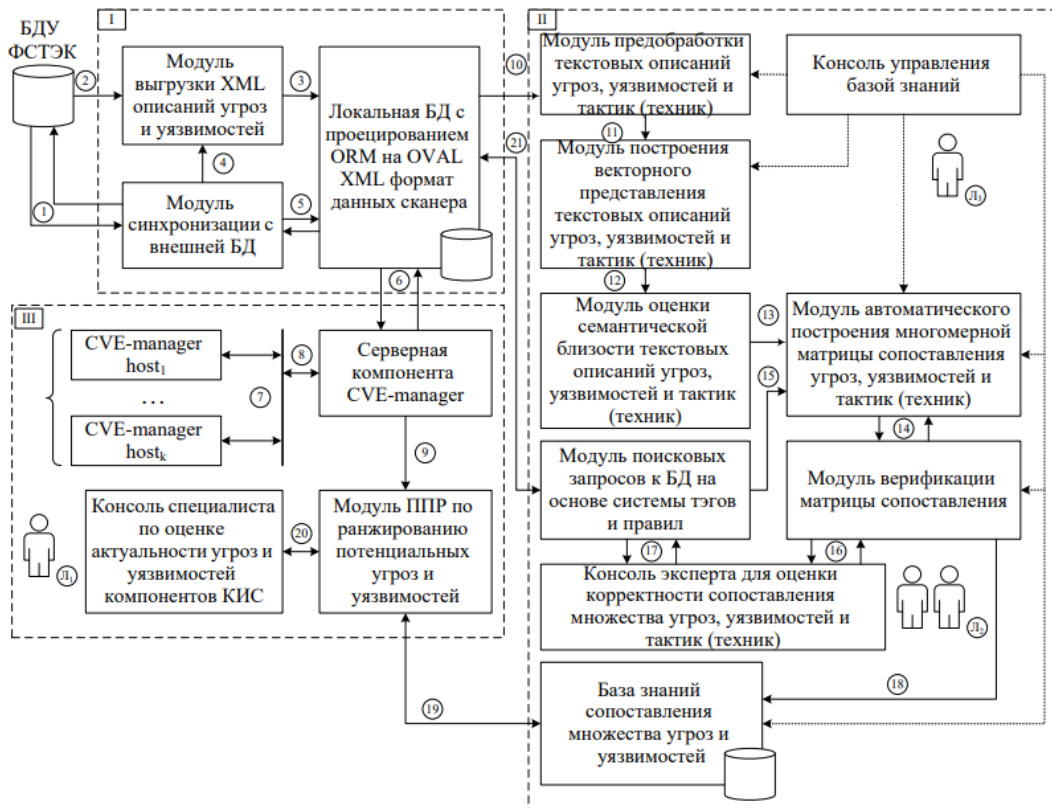 I
II
БДУ
ФСТЭК
2
Модуль
выгрузки XML
описаний угроз
и уязвимостей
3
4
1
Модуль
синхронизации с
внешней БД
5
Локальная БД с
проецированием
ORM на OVAL
XML формат
данных сканера
6
10
21
Модуль предобработки
текстовых описаний
угроз, уязвимостей и
тактик (техник)
11
Модуль построения
векторного
представления
текстовых описаний
угроз, уязвимостей и
тактик (техник)
12
Консоль управления
базой знаний
Л3
III
CVE-manager
host1
…
CVE-manager
hostk
7
8
Серверная
компонента
CVE-manager
9
Модуль оценки
семантической
близости текстовых
описаний угроз,
уязвимостей и тактик
(техник)
13
15
Модуль автоматического
построения многомерной
матрицы сопоставления
угроз, уязвимостей и
тактик (техник)
14
Консоль специалиста
по оценке
актуальности угроз и
уязвимостей
компонентов КИС
Л1
20
Модуль ППР по
ранжированию
потенциальных
угроз и
уязвимостей
Модуль поисковых
запросов к БД на
основе системы тэгов
и правил
17
Модуль верификации
матрицы сопоставления
16
Консоль эксперта для оценки
корректности сопоставления
множества угроз, уязвимостей и
тактик (техник)
Л2
18
19
База знаний
сопоставления
множества угроз и
уязвимостей